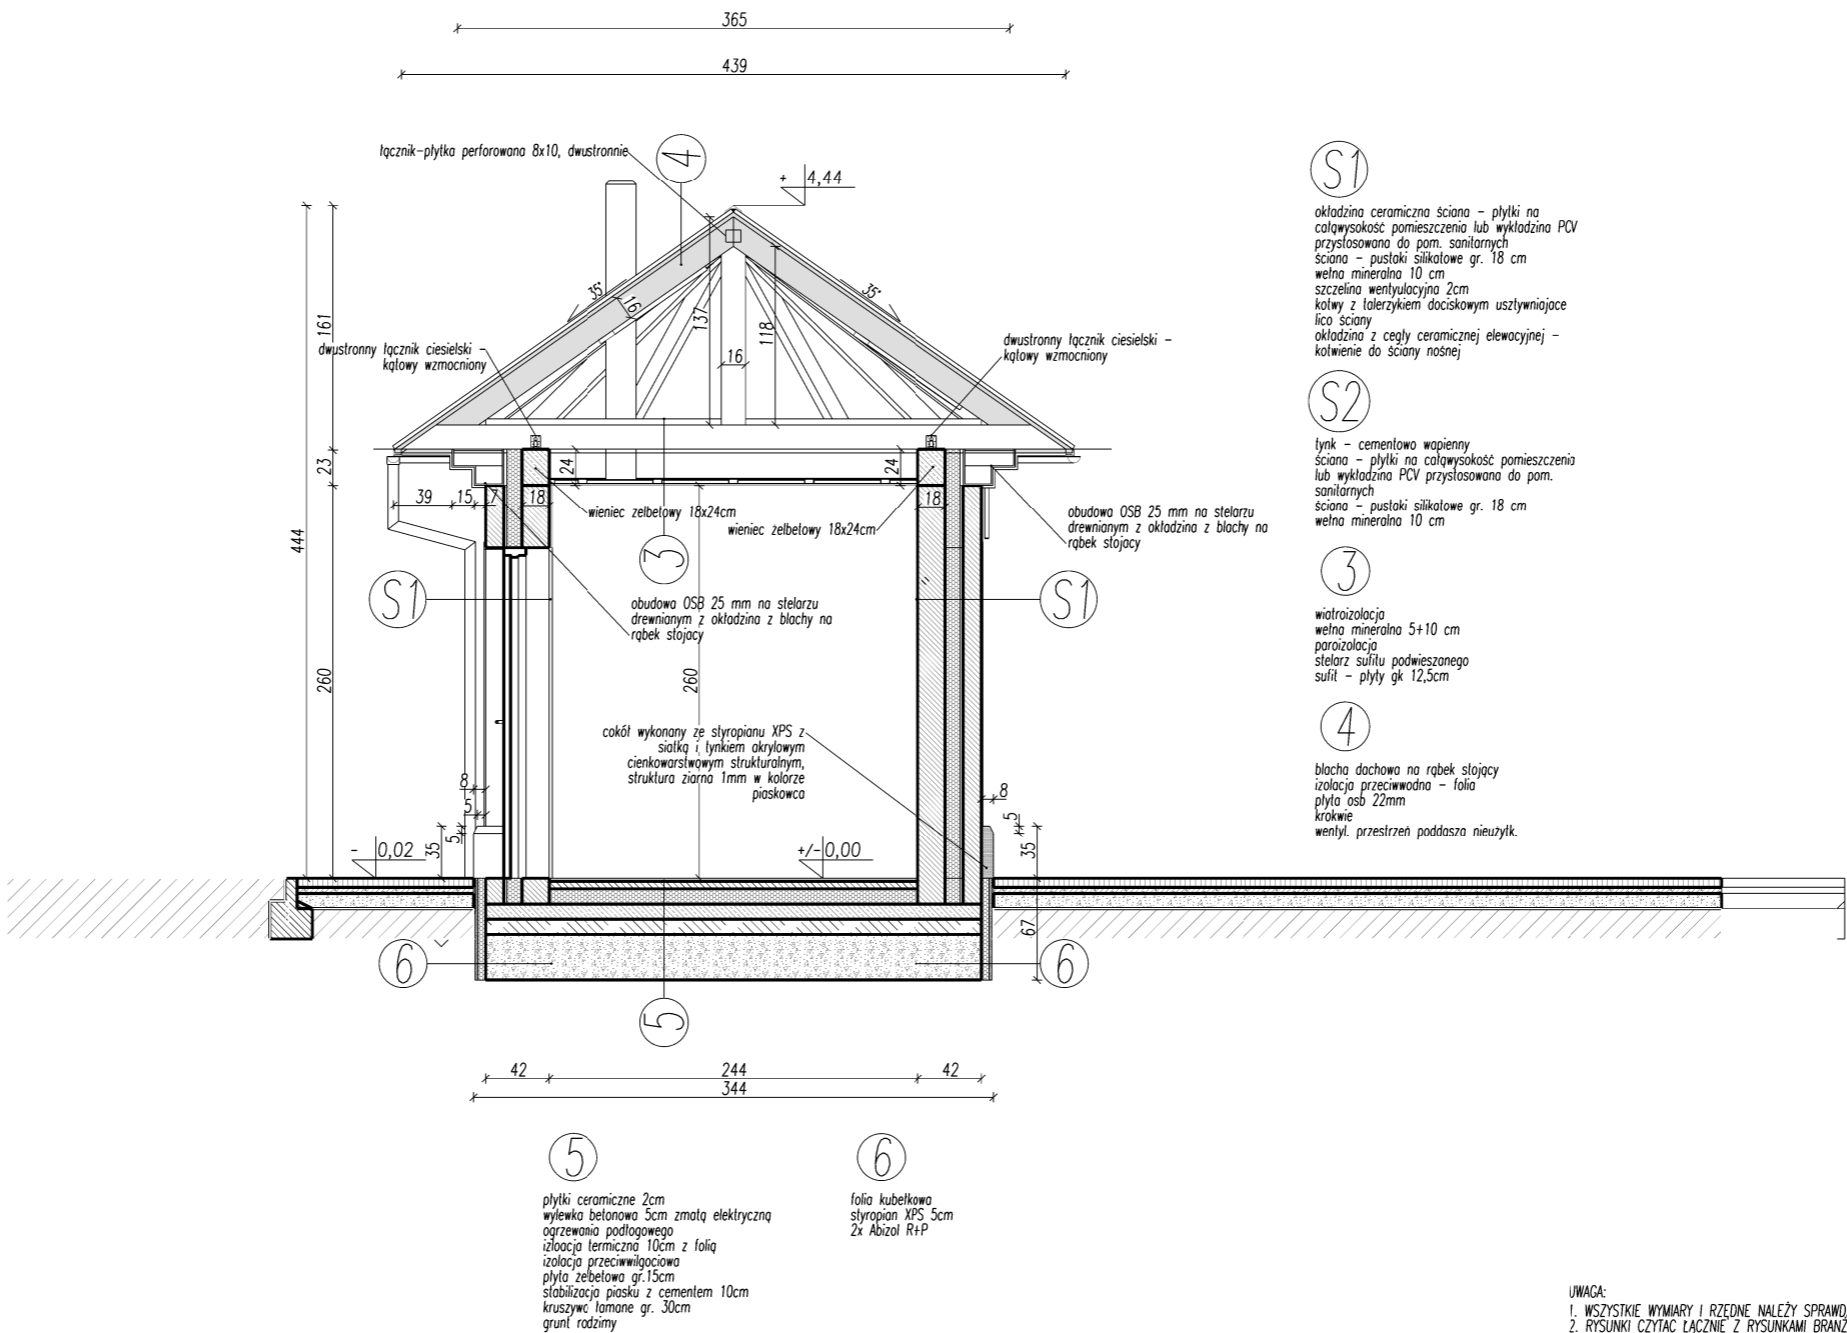 365
439
łącznik-płytka perforowana 8x10, dwustronnie
4
+ 4,44
35°
35°
16
137
118
16
161
dwustronny łącznik ciesielski –
kątowy wzmocniony
dwustronny łącznik ciesielski –
kątowy wzmocniony
23
24
24
39
15
7
18
18
wieniec żelbetowy 18x24cm
wieniec żelbetowy 18x24cm
obudowa OSB 25 mm na stelarzu
drewnianym z okładzina z blachy na
rąbek stojacy
444
3
S1
S1
obudowa OSB 25 mm na stelarzu
drewnianym z okładzina z blachy na
rąbek stojacy
260
260
cokół wykonany ze styropianu XPS z
siatką i tynkiem akrylowym
cienkowarstwowym strukturalnym,
struktura ziarna 1mm w kolorze
piaskowca
8
5
5
35
8
5
35
- 0,02
+/- 0,00
67
6
6
5
42
244
42
344
S1
okładzina ceramiczna ściana – płytki na
całąwysokość pomieszczenia lub wykładzina PCV
przystosowana do pom. sanitarnych
ściana – pustaki silikatowe gr. 18 cm
wełna mineralna 10 cm
szczelina wentyulacyjna 2cm
kotwy z talerzykiem dociskowym usztywniające
lico ściany
okładzina z cegły ceramicznej elewacyjnej –
kotwienie do ściany nośnej
S2
tynk – cementowo wapienny
ściana – płytki na całąwysokość pomieszczenia
lub wykładzina PCV przystosowana do pom.
sanitarnych
ściana – pustaki silikatowe gr. 18 cm
wełna mineralna 10 cm
3
wiatroizolacja
wełna mineralna 5+10 cm
paroizolacja
stelarz sufitu podwieszanego
sufit – płyty gk 12,5cm
4
blacha dachowa na rąbek stojący
izolacja przeciwwodna – folia
płyta osb 22mm
krokwie
wentyl. przestrzeń poddasza nieużytk.
5
płytki ceramiczne 2cm
wylewka betonowa 5cm zmatą elektryczną
ogrzewania podłogowego
izloacja termiczna 10cm z folią
izolacja przeciwwilgociowa
płyta żelbetowa gr.15cm
stabilizacja piasku z cementem 10cm
kruszywo łamane gr. 30cm
grunt rodzimy
6
folia kubełkowa
styropian XPS 5cm
2x Abizol R+P
UWAGA:
1. WSZYSTKIE WYMIARY I RZĘDNE NALEŻY SPRAWD
2. RYSUNKI CZYTAĆ ŁĄCZNIE Z RYSUNKAMI BRANŻ